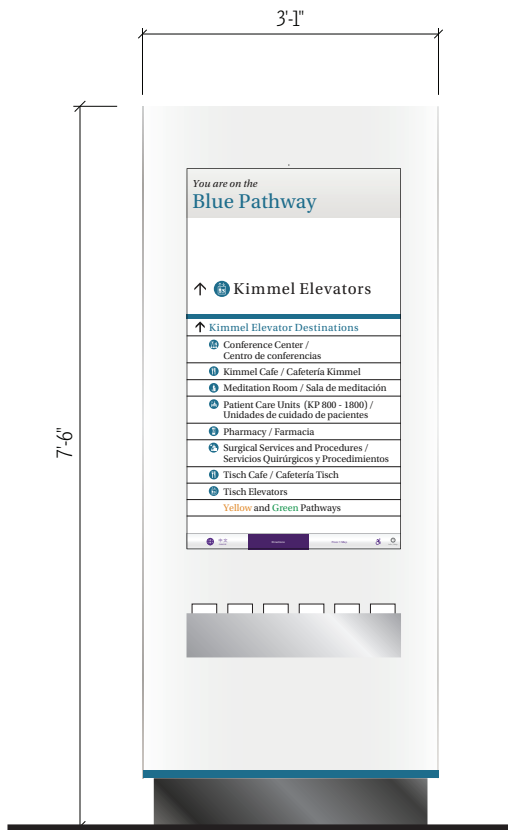 3'-1"
7'-6"
You are on the
Blue Pathway
Kimmel Elevators
Kimmel Elevator Destinations
Conference Center /
Centro de conferencias
Kimmel Cafe / Cafetería Kimmel
Meditation Room / Sala de meditación
Patient Care Units (KP 800 - 1800) /
Unidades de cuidado de pacientes
Pharmacy / Farmacia
Surgical Services and Procedures /
Servicios Quirúrgicos y Procedimientos
Tisch Cafe / Cafetería Tisch
Tisch Elevators
Yellow and Green Pathways